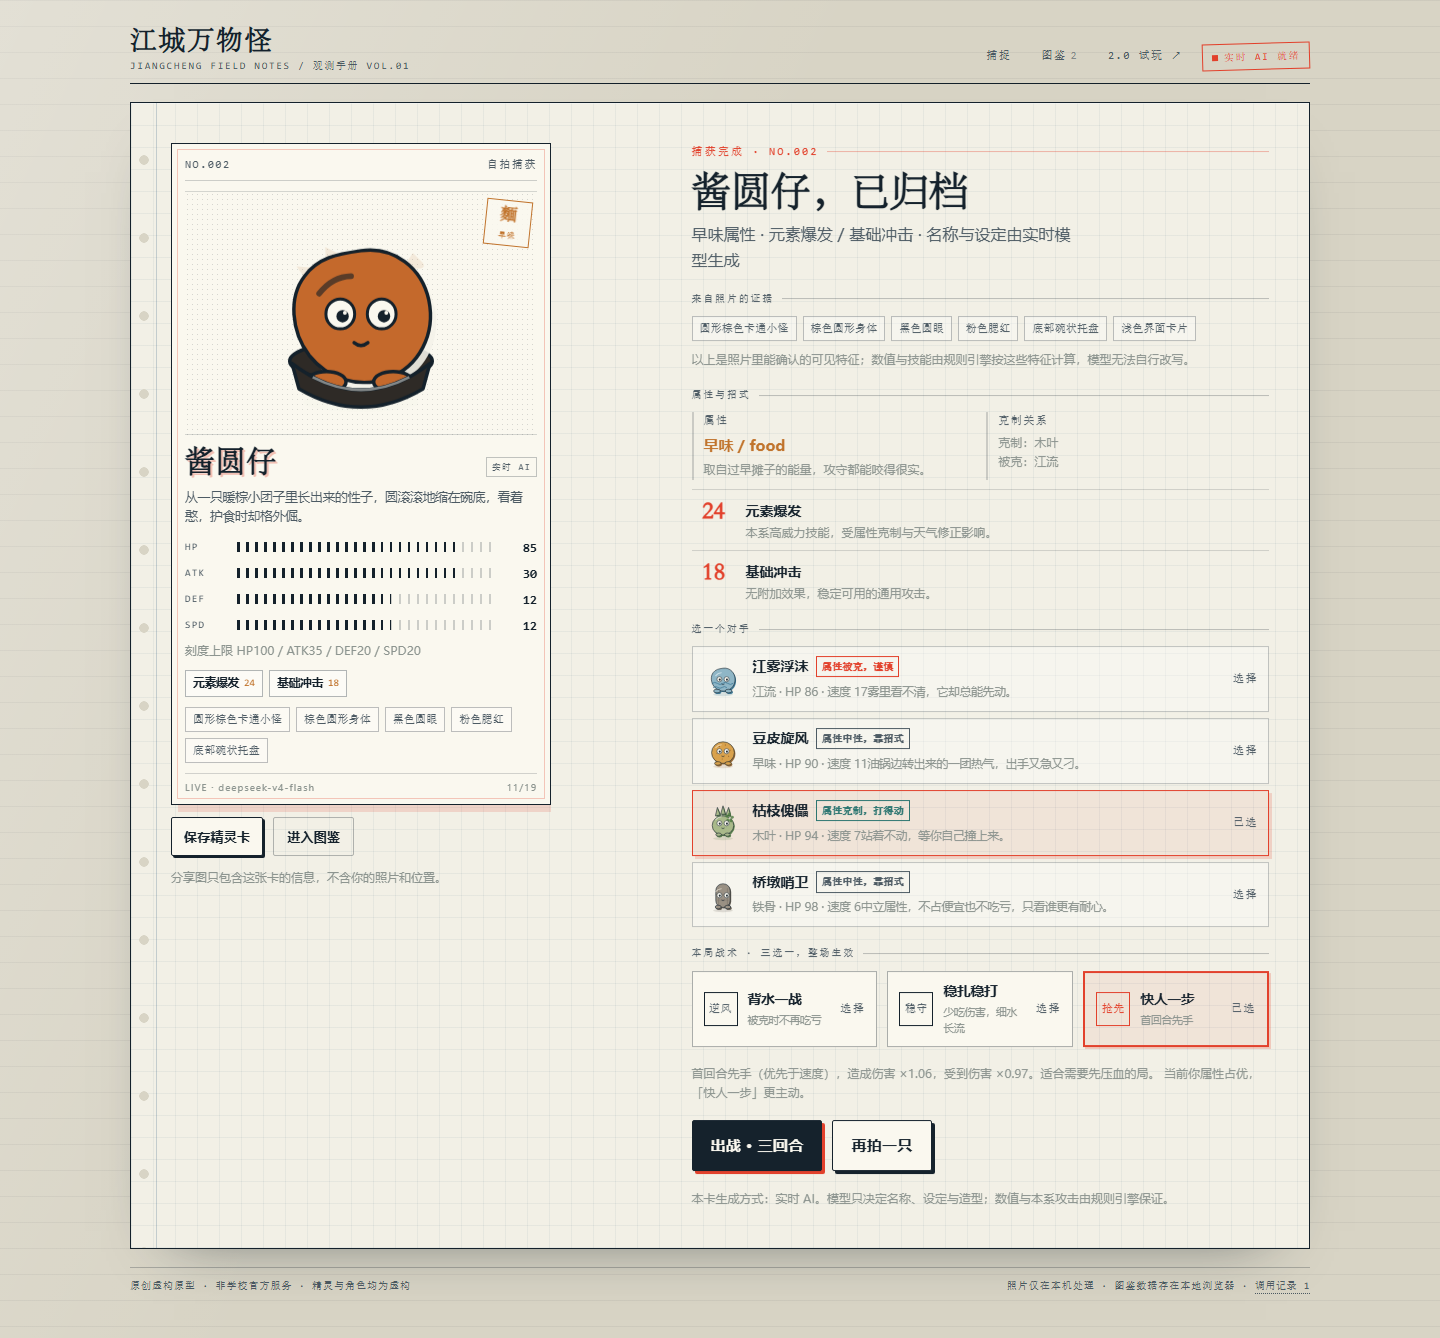 江城万物怪
JIANGCHENG FIELD NOTES / 观测手册 VOL.01
捕捉
图鉴 2
2.0 试玩 ↗
实时 AI 就绪
NO.002
自拍捕获
早味
酱圆仔
实时 AI
从一只暖棕小团子里长出来的性子，圆滚滚地缩在碗底，看着
憨，护食时却格外倔。
HP 85
ATK 30
DEF 12
SPD 12
刻度上限 HP100 / ATK35 / DEF20 / SPD20
元素爆发 24
基础冲击 18
圆形棕色卡通小怪
棕色圆形身体
黑色圆眼
粉色腮红
底部碗状托盘
LIVE · deepseek-v4-flash
11/19
保存精灵卡
进入图鉴
分享图只包含这张卡的信息，不含你的照片和位置。
捕获完成 · NO.002
酱圆仔，已归档
早味属性 · 元素爆发 / 基础冲击 · 名称与设定由实时模
型生成
来自照片的证据
圆形棕色卡通小怪
棕色圆形身体
黑色圆眼
粉色腮红
底部碗状托盘
浅色界面卡片
以上是照片里能确认的可见特征；数值与技能由规则引擎按这些特征计算，模型无法自行改写。
属性与招式
属性
早味 / food
取自过早摊子的能量，攻守都能咬得很实。
克制关系
克制：木叶
被克：江流
24
元素爆发
本系高威力技能，受属性克制与天气修正影响。
18
基础冲击
无附加效果，稳定可用的通用攻击。
选一个对手
江雾浮沫
属性被克，谨慎
江流 · HP 86 · 速度 17雾里看不清，它却总能先动。
选择
豆皮旋风
属性中性，靠招式
早味 · HP 90 · 速度 11油锅边转出来的一团热气，出手又急又刁。
选择
枯枝傀儡
属性克制，打得动
木叶 · HP 94 · 速度 7站着不动，等你自己撞上来。
已选
桥墩哨卫
属性中性，靠招式
铁骨 · HP 98 · 速度 6中立属性，不占便宜也不吃亏，只看谁更有耐心。
选择
本局战术 · 三选一，整场生效
逆风
背水一战
被克时不再吃亏
选择
稳守
稳扎稳打
少吃伤害，细水
长流
选择
抢先
快人一步
首回合先手
已选
首回合先手（优先于速度），造成伤害 ×1.06，受到伤害 ×0.97。适合需要先压血的局。 当前你属性占优，
「快人一步」更主动。
出战 · 三回合
再拍一只
本卡生成方式：实时 AI。模型只决定名称、设定与造型；数值与本系攻击由规则引擎保证。
原创虚构原型 · 非学校官方服务 · 精灵与角色均为虚构
照片仅在本机处理 · 图鉴数据存在本地浏览器 · 调用记录 1